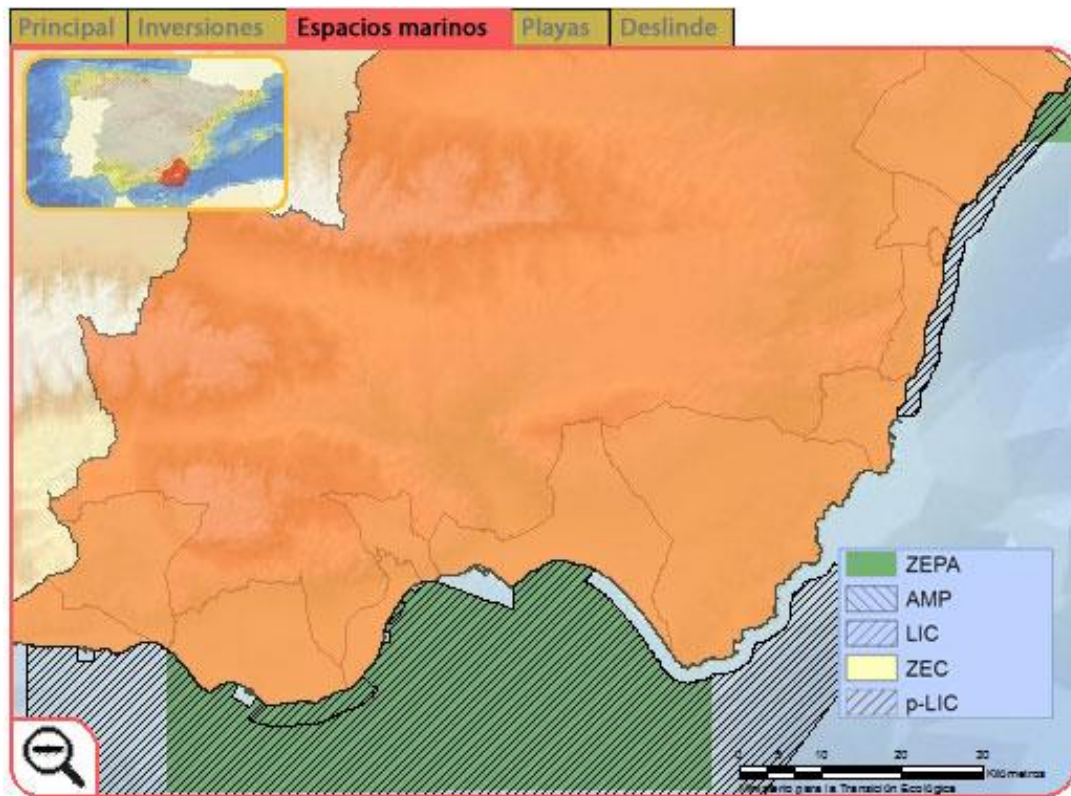 Principal Inversiones Espacios marinos Playas Deslinde
ZEPA
AMP
LIC
ZEC
p-LIC
0 5 10 20 30
Kilómetros
Ministerio para la Transición Ecológica